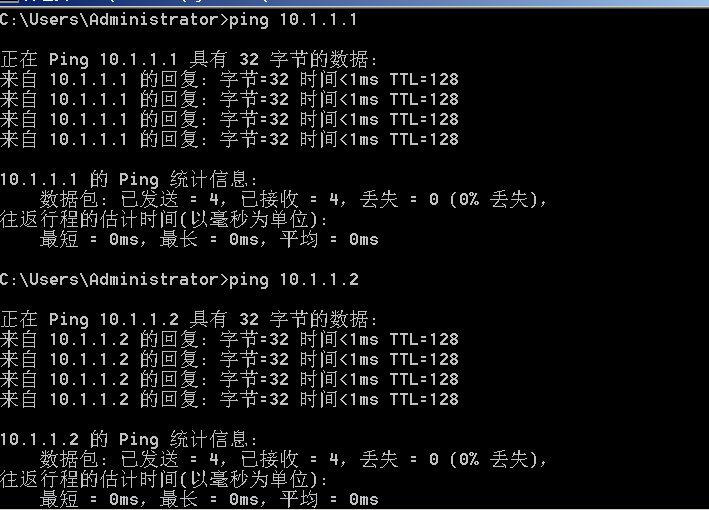 C:\Users\Administrator>ping 10.1.1.1
正在 Ping 10.1.1.1 具有 32 字节的数据:
来自 10.1.1.1 的回复: 字节=32 时间<1ms TTL=128
来自 10.1.1.1 的回复: 字节=32 时间<1ms TTL=128
来自 10.1.1.1 的回复: 字节=32 时间<1ms TTL=128
来自 10.1.1.1 的回复: 字节=32 时间<1ms TTL=128
10.1.1.1 的 Ping 统计信息:
数据包: 已发送 = 4，已接收 = 4，丢失 = 0 (0% 丢失)，
往返行程的估计时间(以毫秒为单位):
最短 = 0ms，最长 = 0ms，平均 = 0ms
C:\Users\Administrator>ping 10.1.1.2
正在 Ping 10.1.1.2 具有 32 字节的数据:
来自 10.1.1.2 的回复: 字节=32 时间<1ms TTL=128
来自 10.1.1.2 的回复: 字节=32 时间<1ms TTL=128
来自 10.1.1.2 的回复: 字节=32 时间<1ms TTL=128
来自 10.1.1.2 的回复: 字节=32 时间<1ms TTL=128
10.1.1.2 的 Ping 统计信息:
数据包: 已发送 = 4，已接收 = 4，丢失 = 0 (0% 丢失)，
往返行程的估计时间(以毫秒为单位):
最短 = 0ms，最长 = 0ms，平均 = 0ms